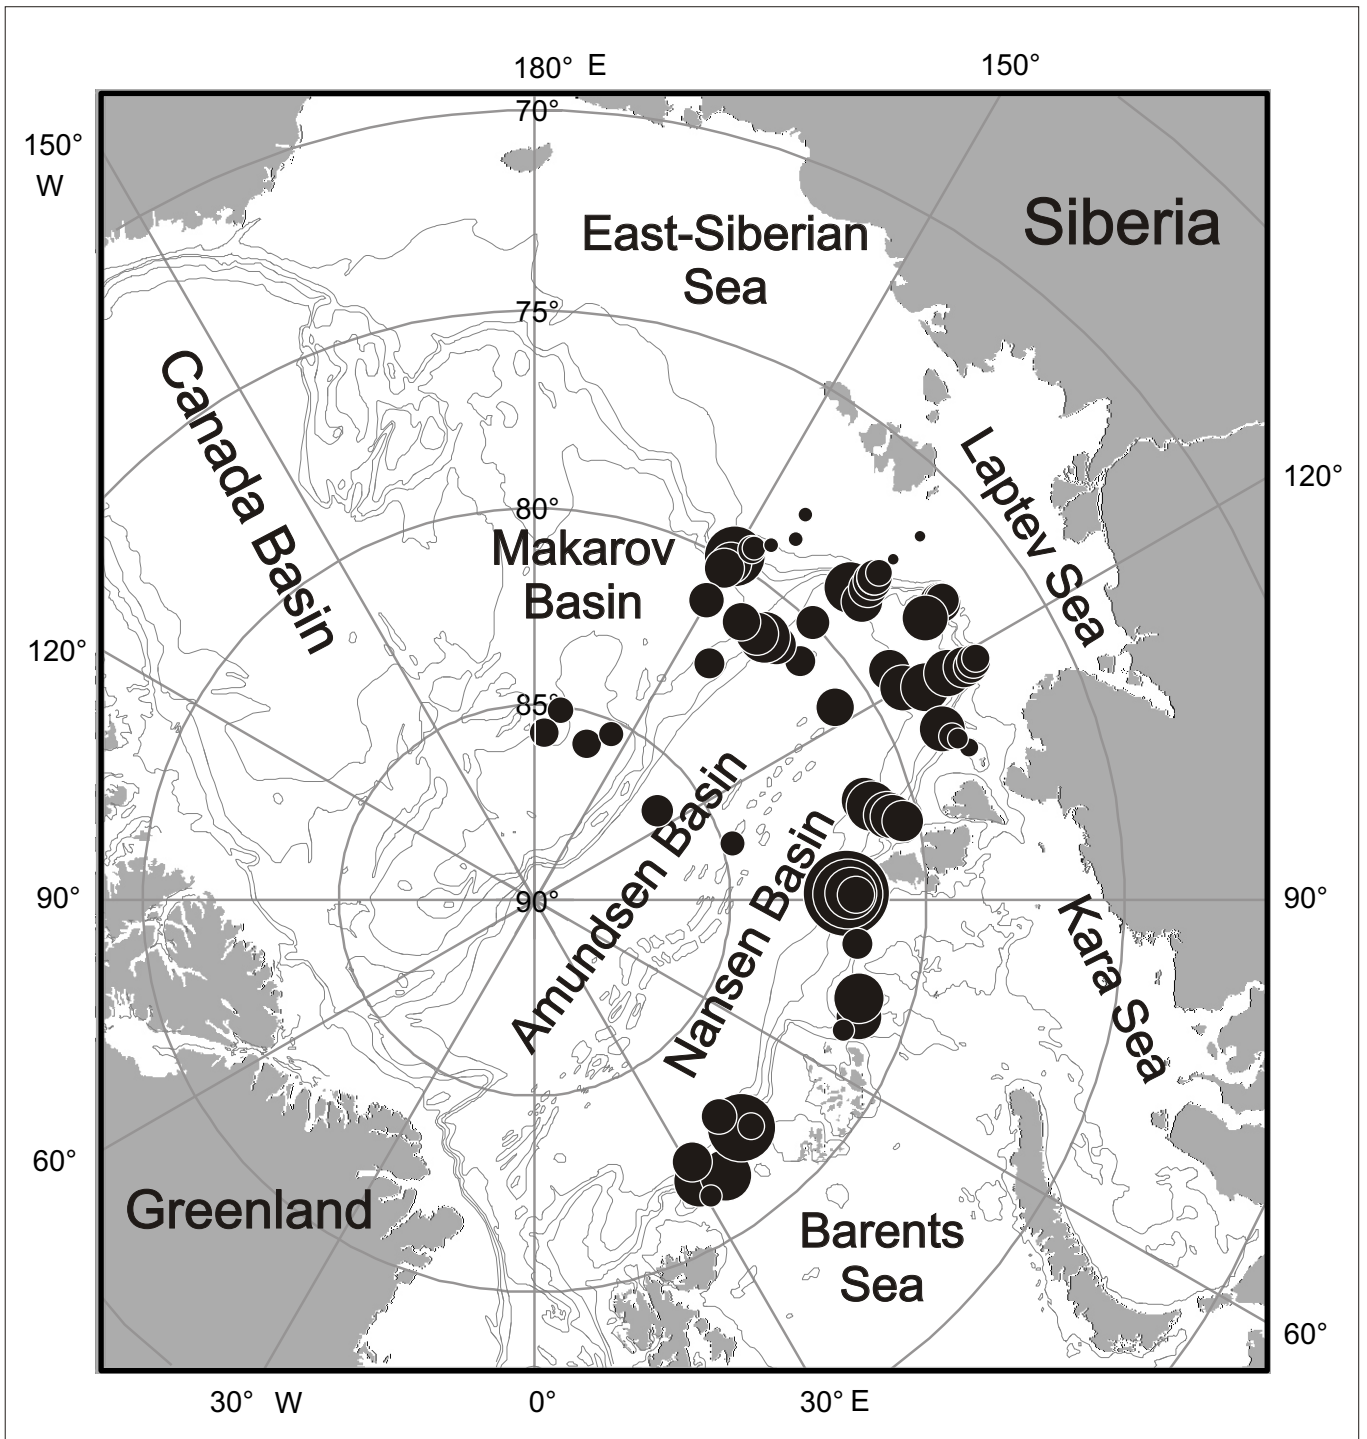 180° E
150°
70°
150°
W
Siberia
East-Siberian
Sea
75°
Canada Basin
Laptev Sea
120°
80°
Makarov
Basin
120°
85°
Amundsen Basin
Nansen Basin
90°
90°
90°
Kara Sea
60°
Greenland
Barents
Sea
60°
30° W
0°
30° E